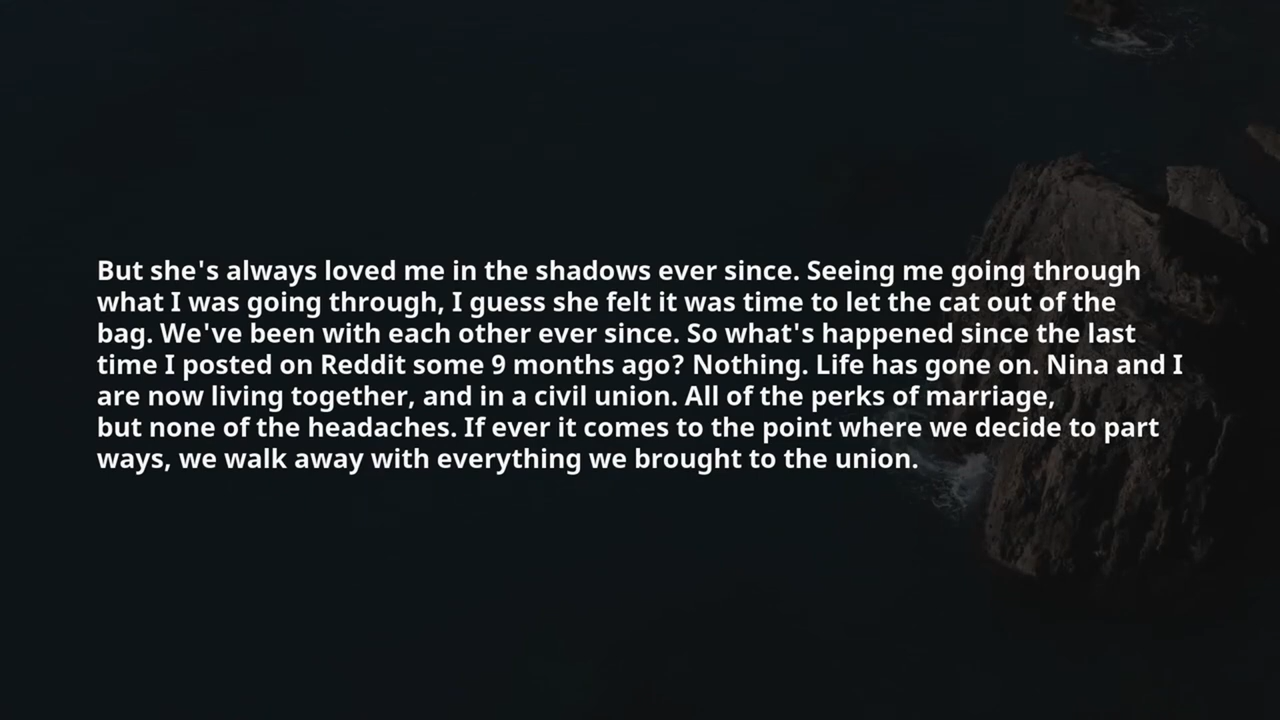 But she's always loved me in the shadows ever since. Seeing me going through
what I was going through, I guess she felt it was time to let the cat out of the
bag. We've been with each other ever since. So what's happened since the last
time I posted on Reddit some 9 months ago? Nothing. Life has gone on. Nina and I
are now living together, and in a civil union. All of the perks of marriage,
but none of the headaches. If ever it comes to the point where we decide to part
ways, we walk away with everything we brought to the union.